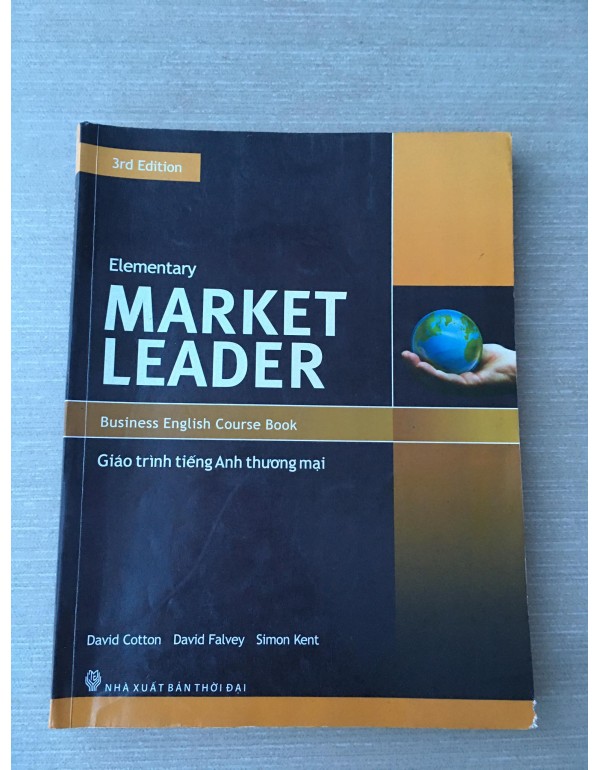 3rd Edition
Elementary
MARKET
LEADER
Business English Course Book
Giáo trình tiếng Anh thương mại
David Cotton David Falvey Simon Kent
NHÀ XUẤT BẢN THỜI ĐẠI